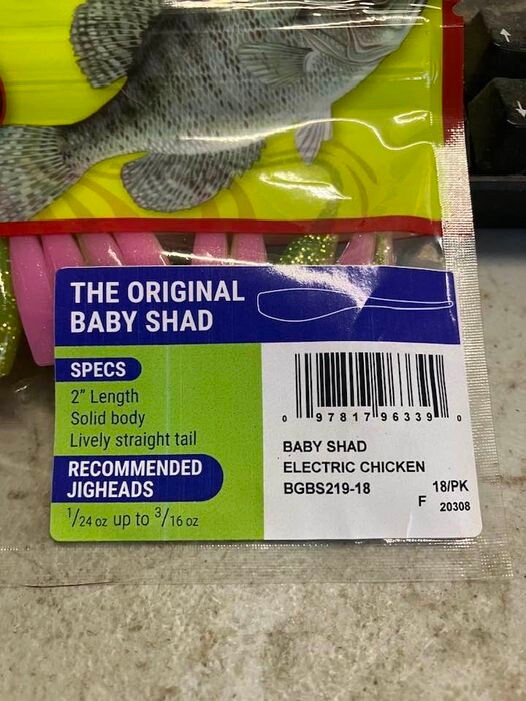 THE ORIGINAL
BABY SHAD
SPECS
2" Length
Solid body
Lively straight tail
RECOMMENDED
JIGHEADS
1/24 oz up to 3/16 oz
0 97817 96339 0
BABY SHAD
ELECTRIC CHICKEN
BGBS219-18 18/PK
F 20308